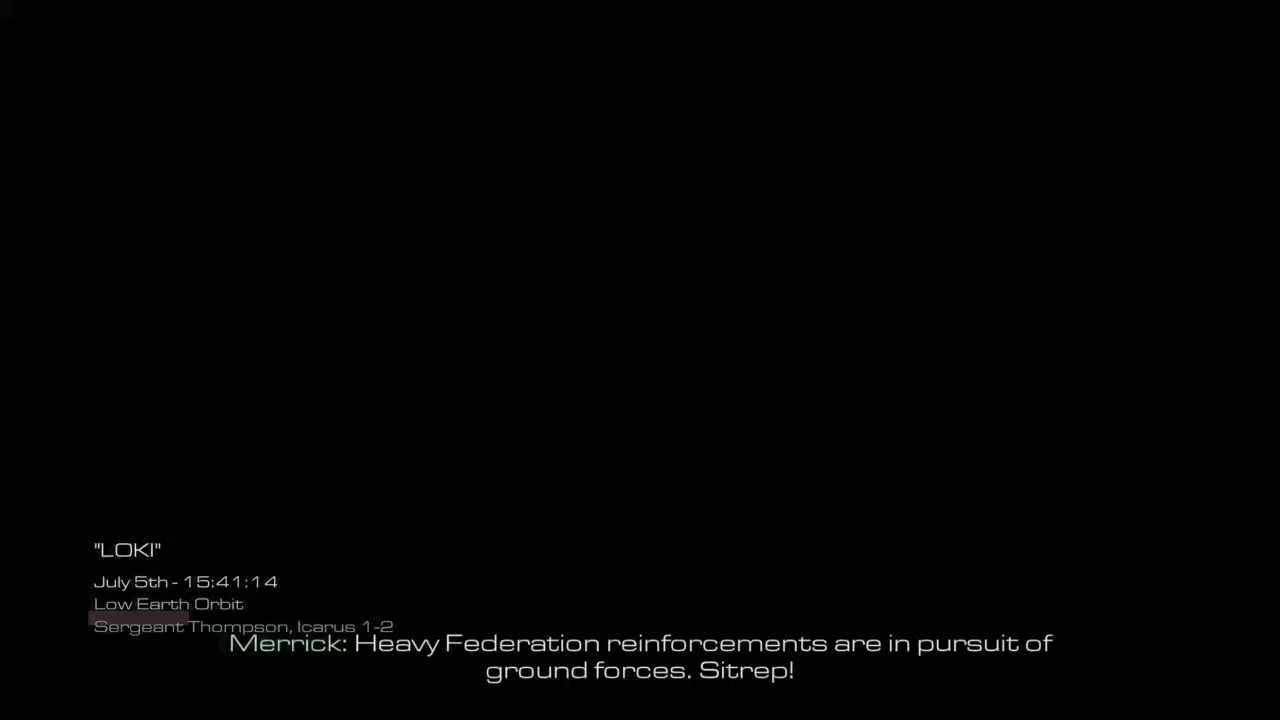 "LOKI"
July 5th - 15:41:14
Low Earth Orbit
Sergeant Thompson, Icarus 1-2
Merrick: Heavy Federation reinforcements are in pursuit of
ground forces. Sitrep!